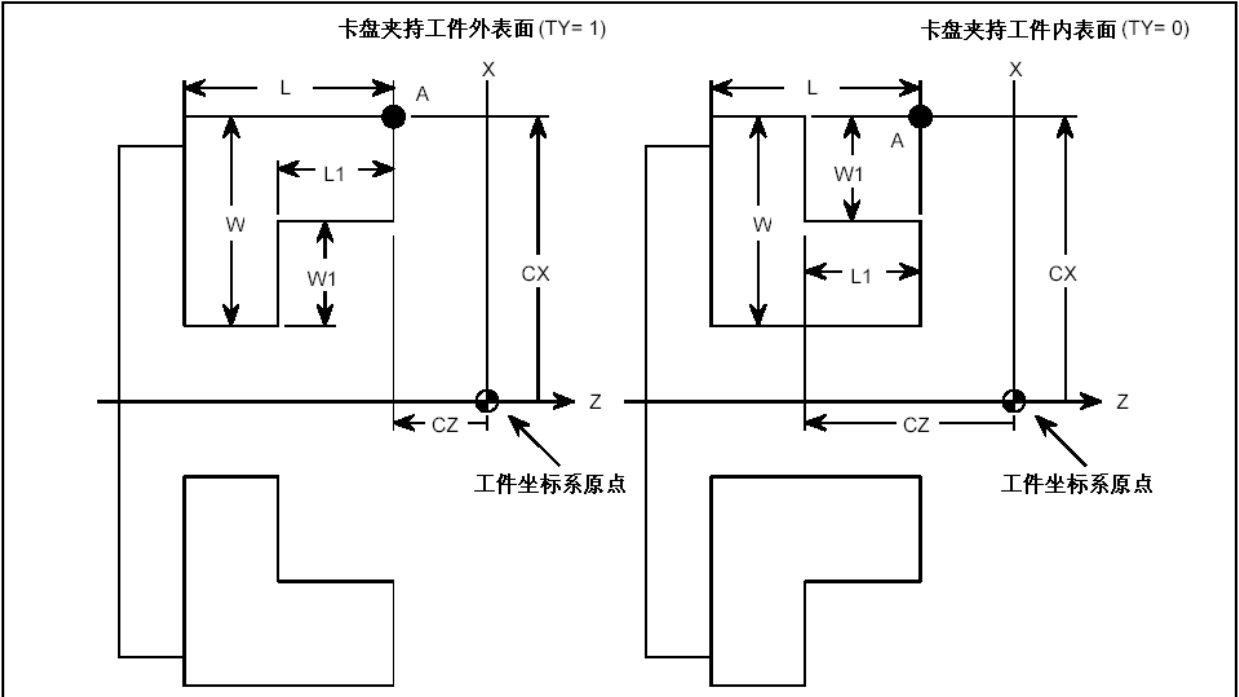 卡盘夹持工件外表面 (TY= 1)
X
L
A
L1
W
W1
CX
Z
CZ
工件坐标系原点
卡盘夹持工件内表面 (TY= 0)
X
L
A
W1
W
L1
CX
Z
CZ
工件坐标系原点